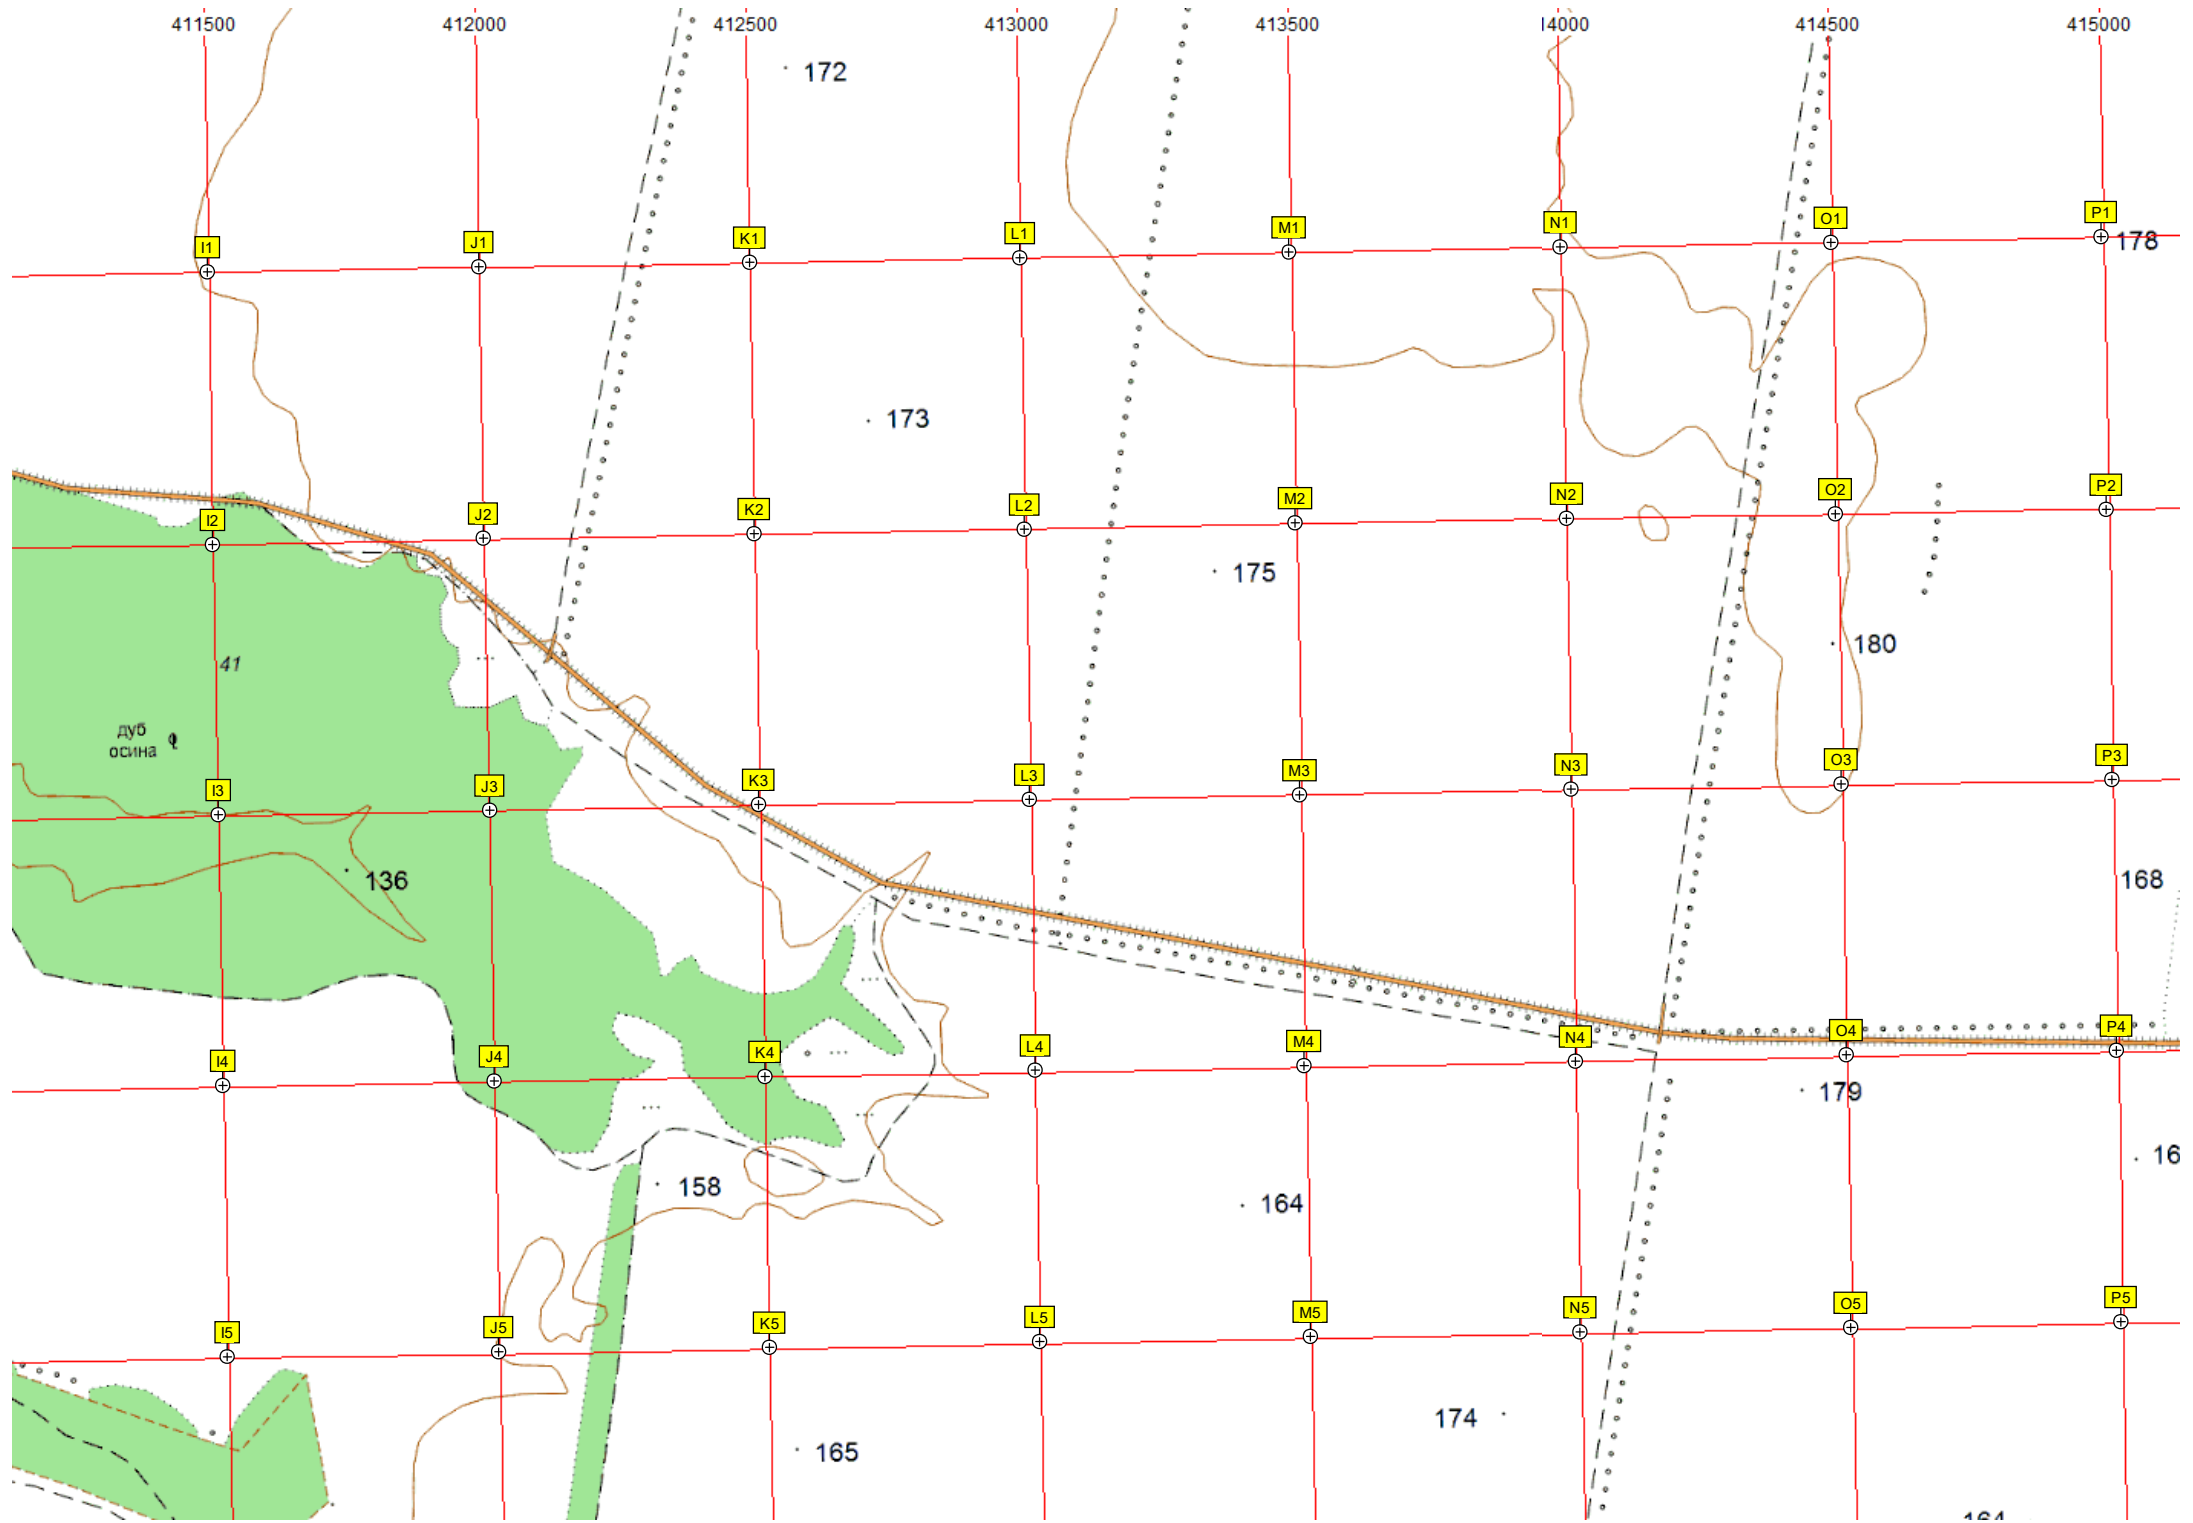 411500 412000 412500 413000 413500 14000 414500 415000
172
I1 J1 K1 L1 M1 N1 O1 P1
178
173
I2 J2 K2 L2 M2 N2 O2 P2
175
180
41
дуб
осина
I3 J3 K3 L3 M3 N3 O3 P3
136
168
I4 J4 K4 L4 M4 N4 O4 P4
179
16
158
164
I5 J5 K5 L5 M5 N5 O5 P5
174
165
164